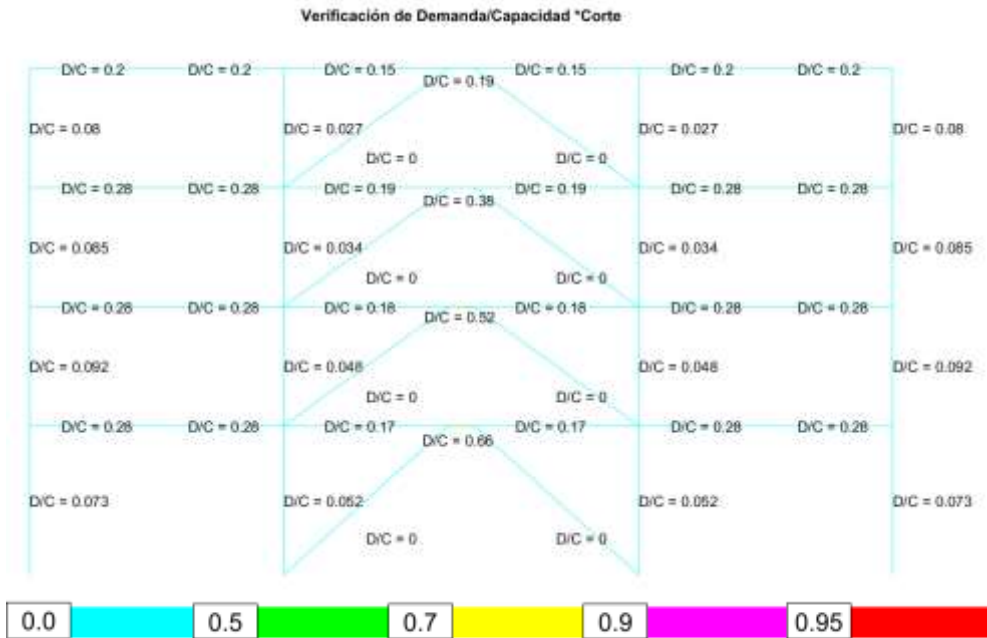 Verificación de Demanda/Capacidad *Corte
D/C = 0.2 D/C = 0.2 D/C = 0.15 D/C = 0.15 D/C = 0.2 D/C = 0.2
D/C = 0.19
D/C = 0.08 D/C = 0.027 D/C = 0.027 D/C = 0.08
D/C = 0 D/C = 0
D/C = 0.28 D/C = 0.28 D/C = 0.19 D/C = 0.19 D/C = 0.28 D/C = 0.28
D/C = 0.38
D/C = 0.085 D/C = 0.034 D/C = 0.034 D/C = 0.085
D/C = 0 D/C = 0
D/C = 0.28 D/C = 0.28 D/C = 0.18 D/C = 0.18 D/C = 0.28 D/C = 0.28
D/C = 0.52
D/C = 0.092 D/C = 0.048 D/C = 0.048 D/C = 0.092
D/C = 0 D/C = 0
D/C = 0.28 D/C = 0.28 D/C = 0.17 D/C = 0.17 D/C = 0.28 D/C = 0.28
D/C = 0.66
D/C = 0.073 D/C = 0.052 D/C = 0.052 D/C = 0.073
D/C = 0 D/C = 0
0.0 0.5 0.7 0.9 0.95